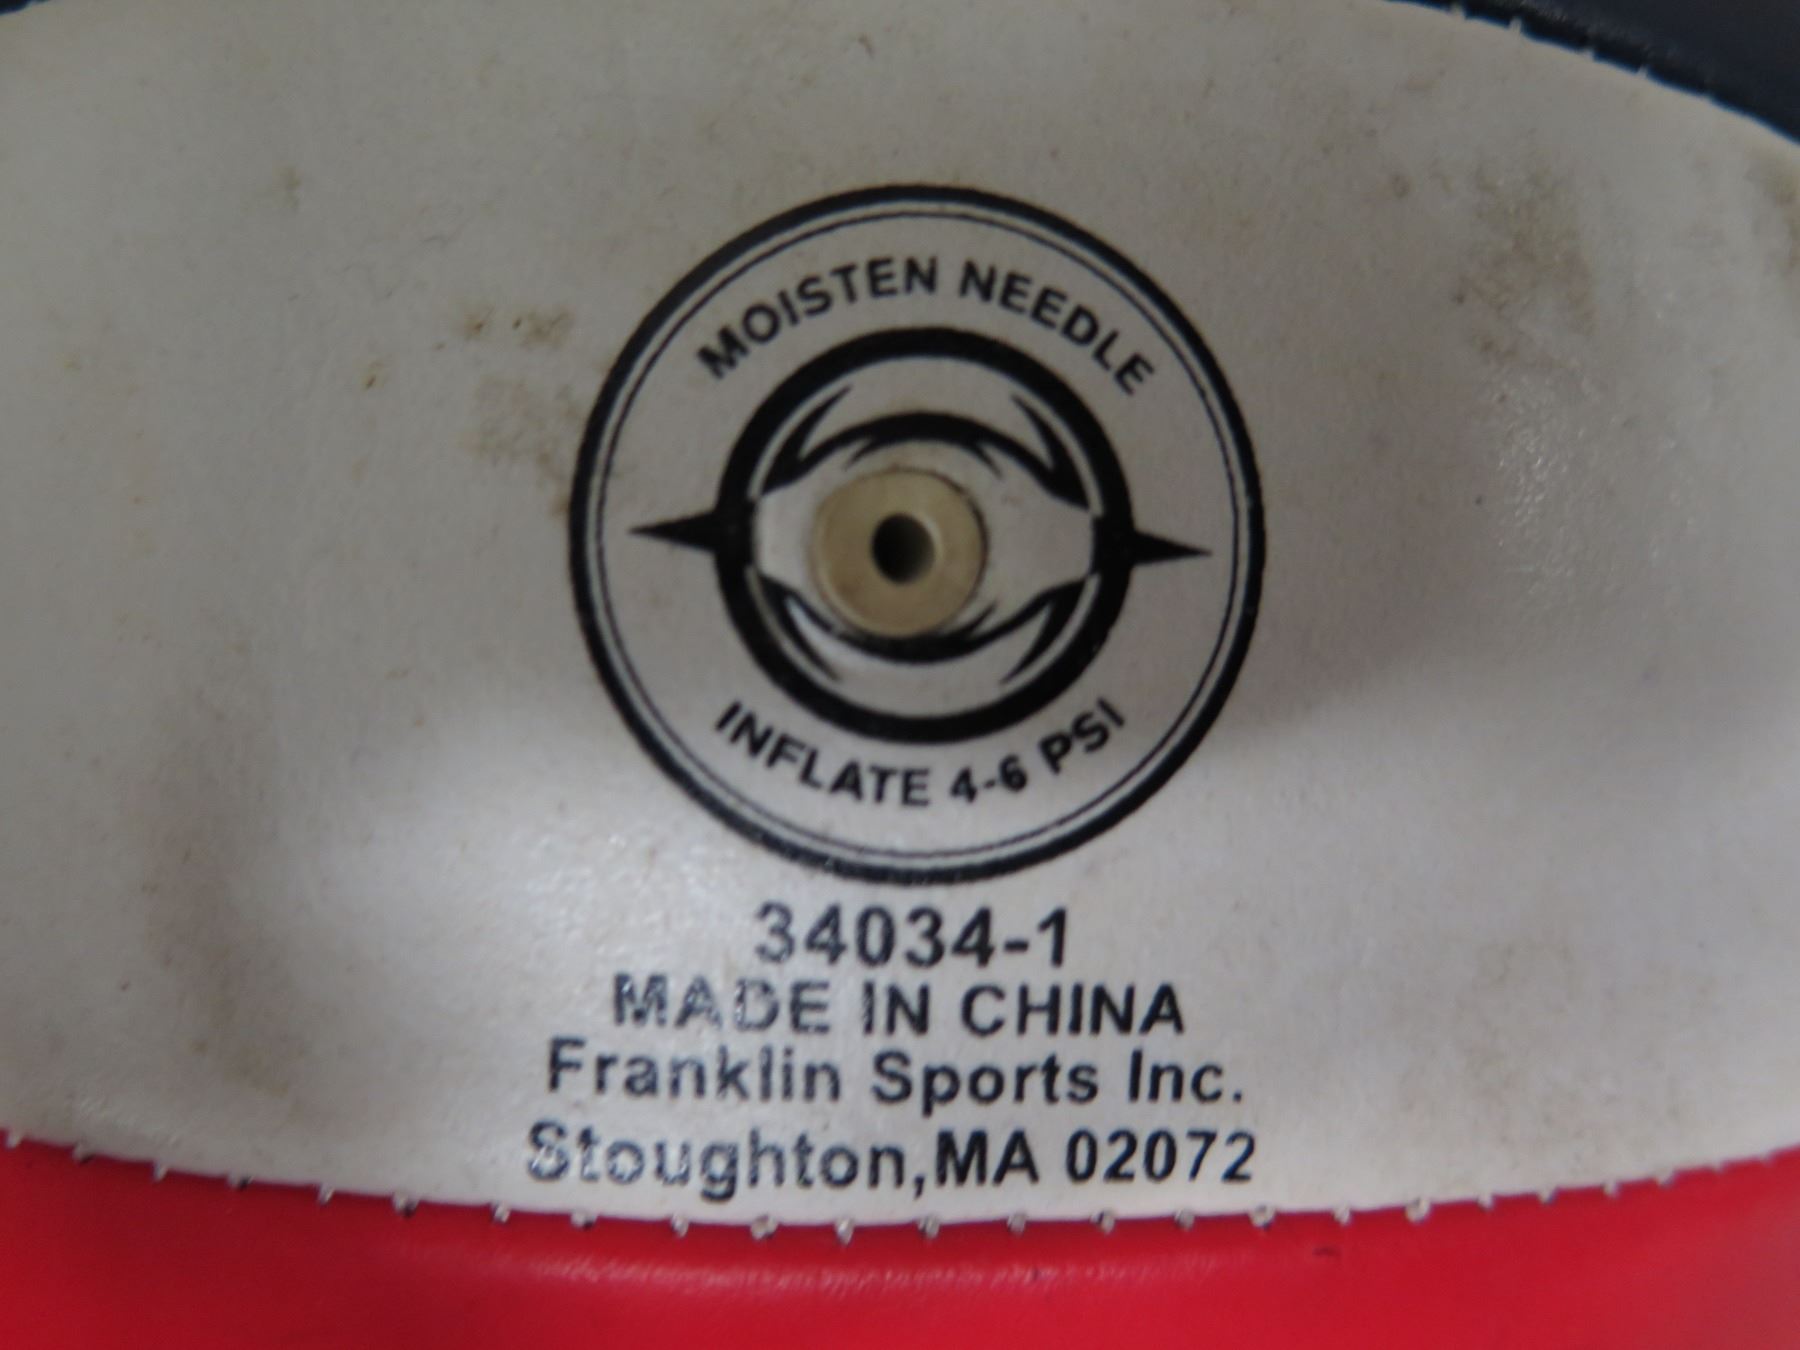 MOISTEN NEEDLE
INFLATE 4-6 PSI
34034-1
MADE IN CHINA
Franklin Sports Inc.
Stoughton,MA 02072